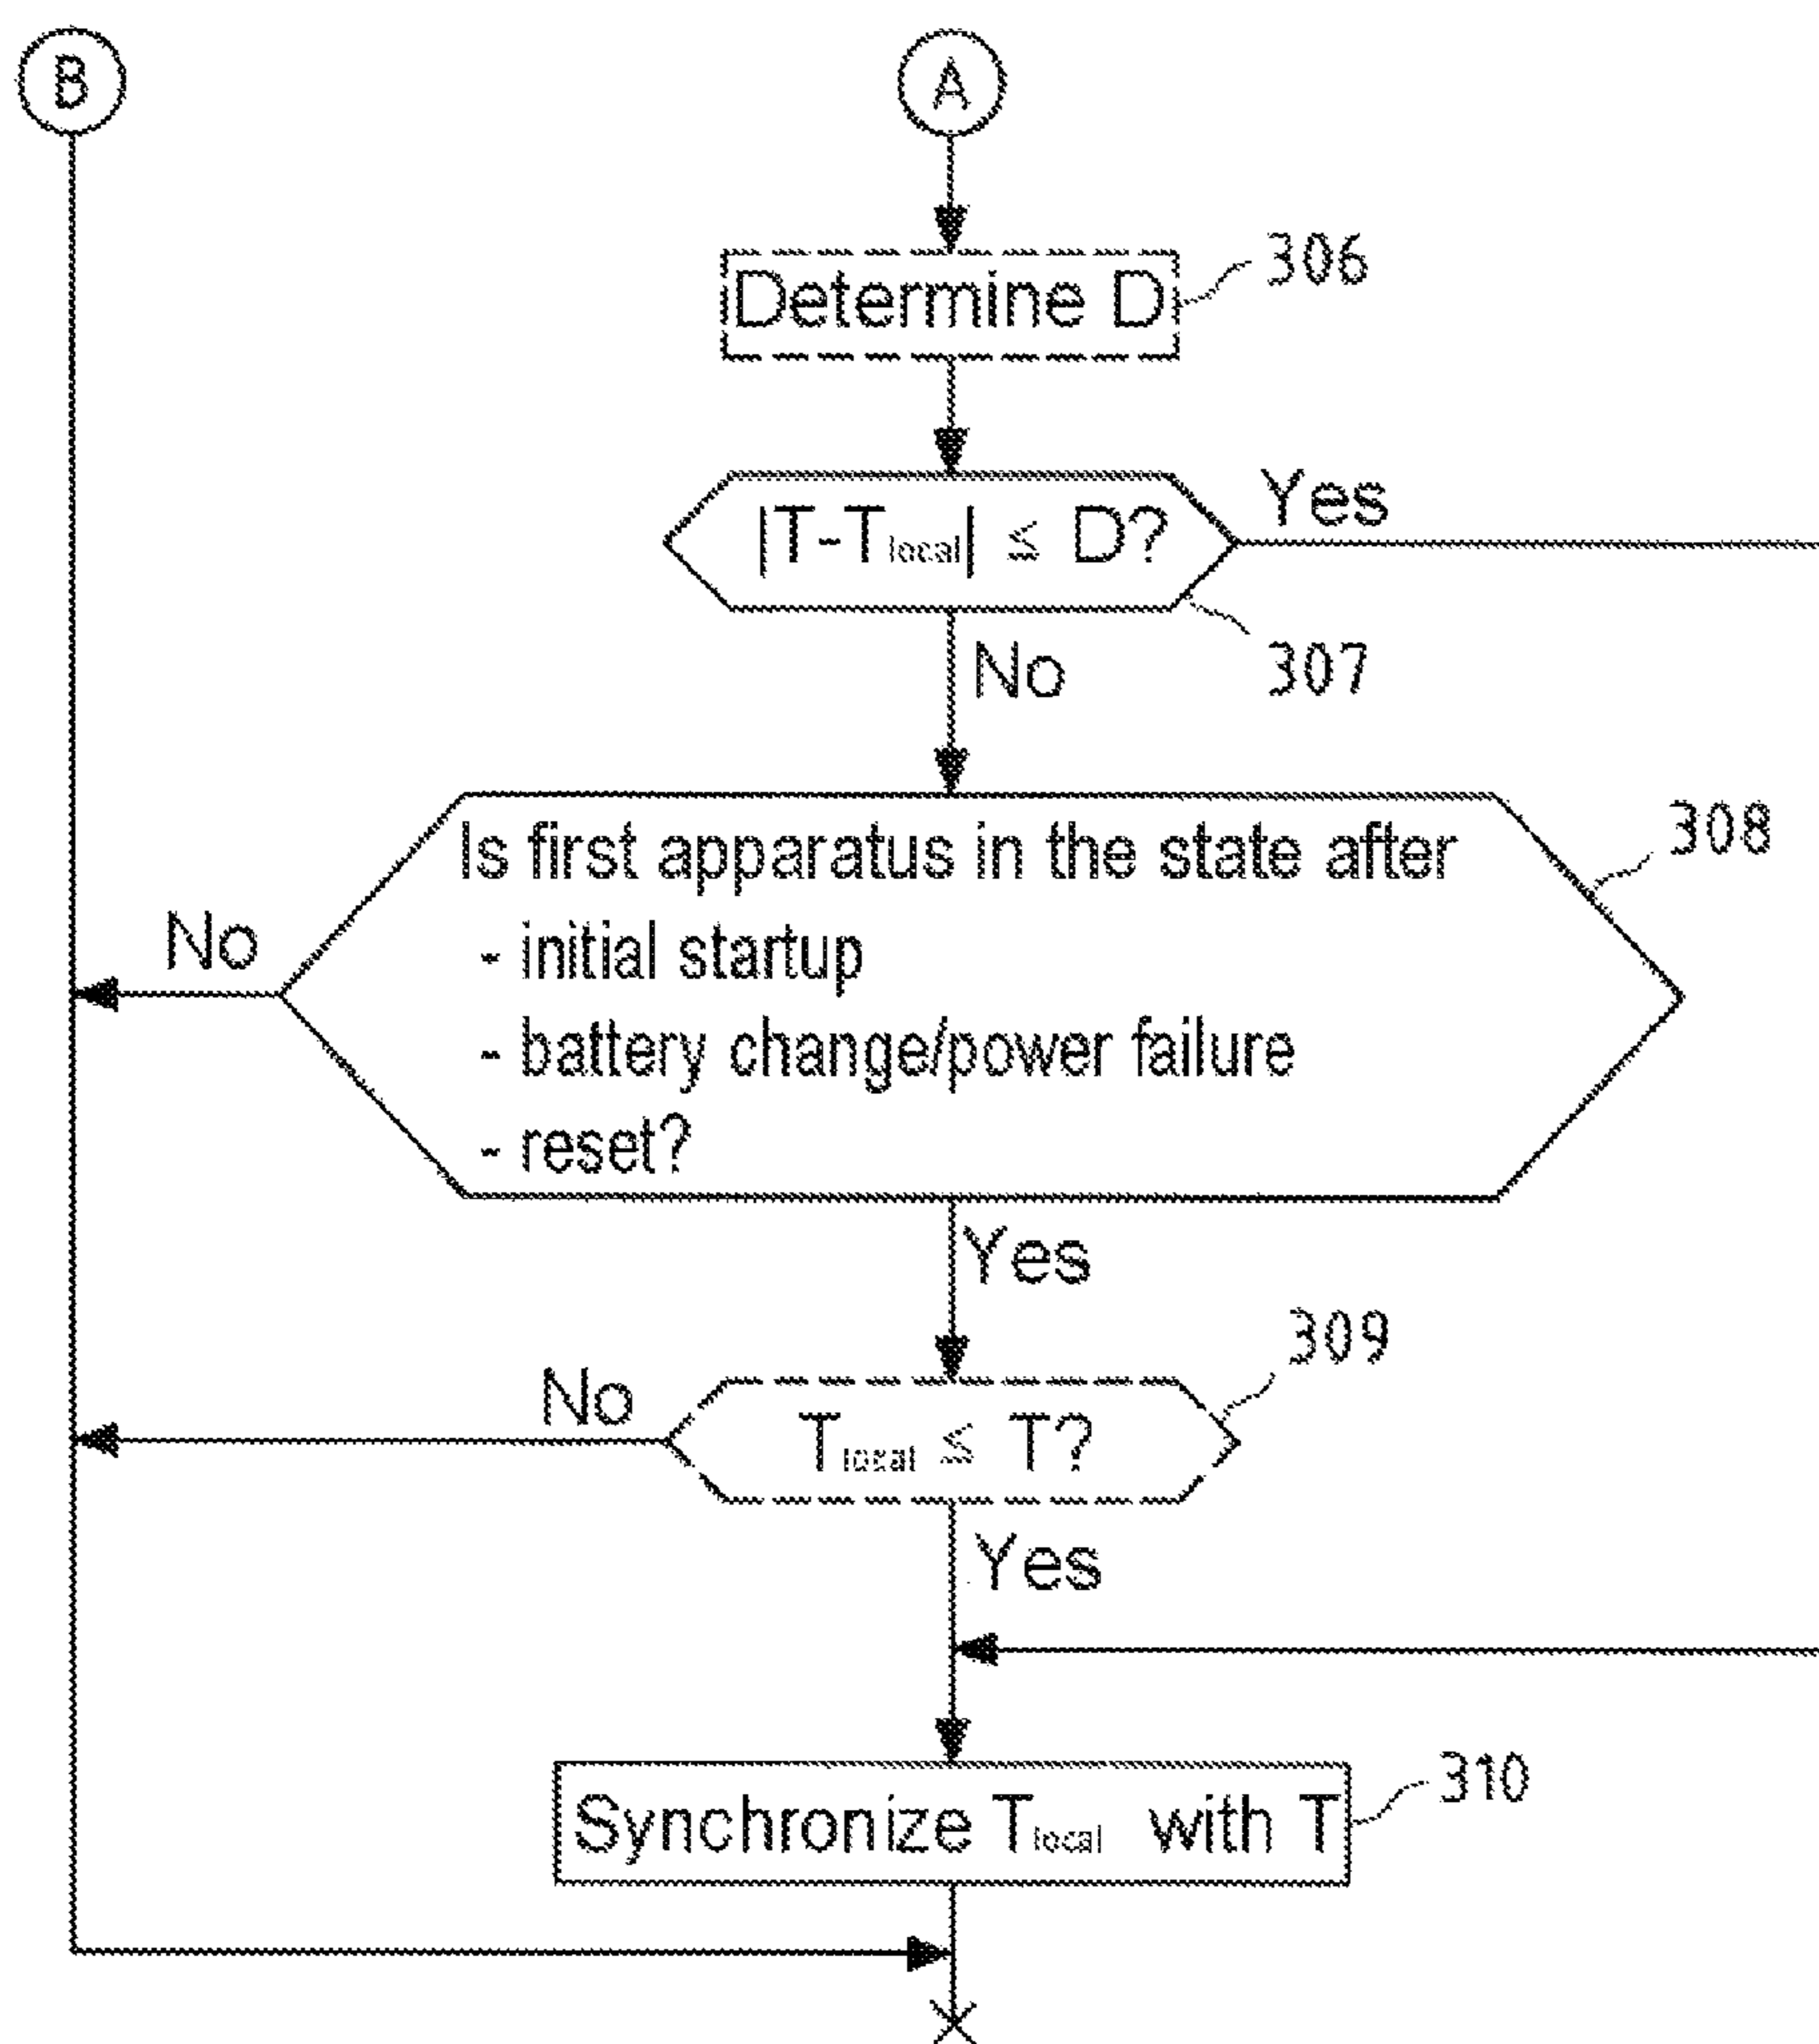 B
A
Determine D
306
|T-Tlocal| ≦ D?
Yes
307
No
Is first apparatus in the state after
- initial startup
- battery change/power failure
- reset?
308
No
Yes
309
No
Tlocal ≦ T?
Yes
Synchronize Tlocal with T
310